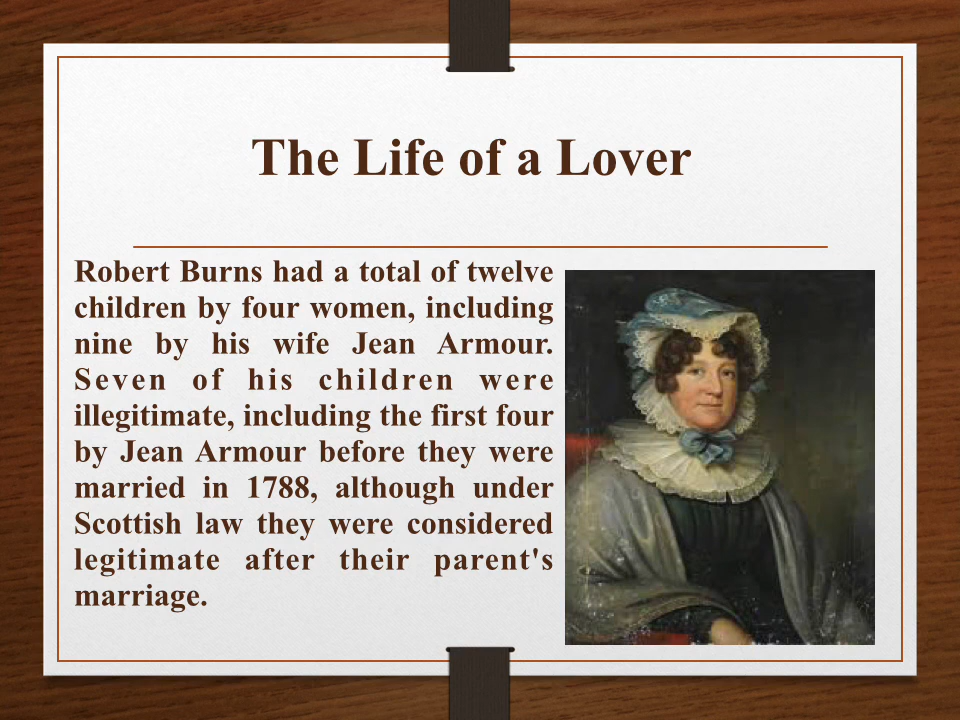 The Life of a Lover
Robert Burns had a total of twelve
children by four women, including
nine by his wife Jean Armour.
Seven of his children were
illegitimate, including the first four
by Jean Armour before they were
married in 1788, although under
Scottish law they were considered
legitimate after their parent's
marriage.